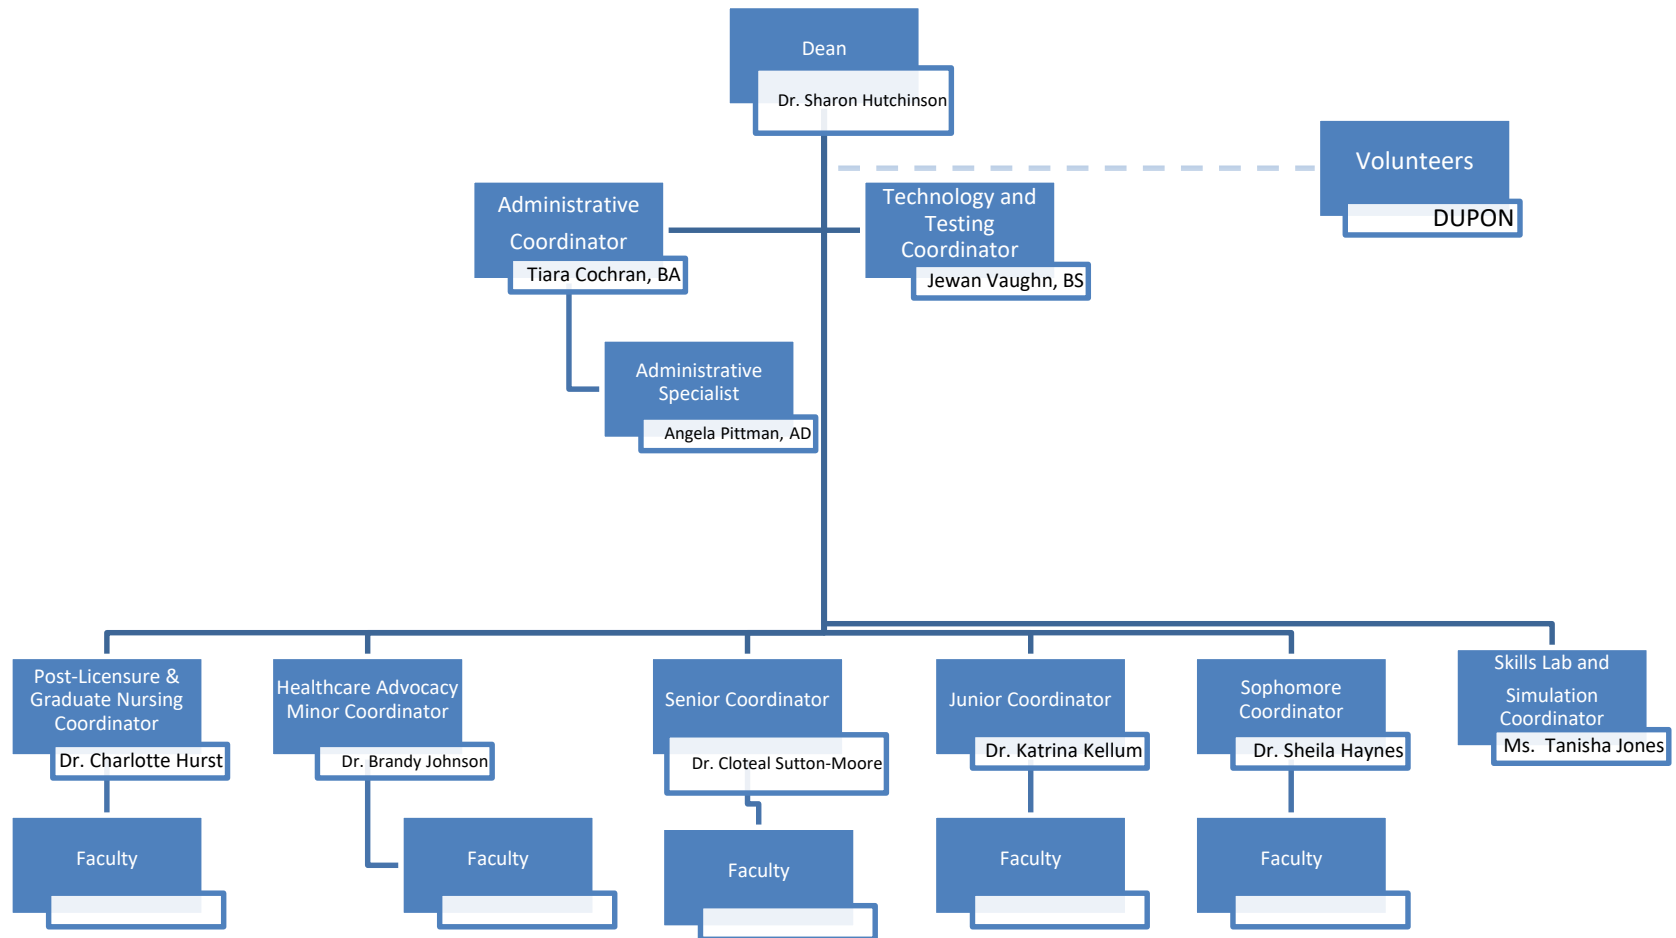 Dean
Dr. Sharon Hutchinson
Volunteers
DUPON
Administrative
Coordinator
Tiara Cochran, BA
Technology and
Testing
Coordinator
Jewan Vaughn, BS
Administrative
Specialist
Angela Pittman, AD
Post-Licensure &
Graduate Nursing
Coordinator
Dr. Charlotte Hurst
Healthcare Advocacy
Minor Coordinator
Dr. Brandy Johnson
Senior Coordinator
Dr. Cloteal Sutton-Moore
Junior Coordinator
Dr. Katrina Kellum
Sophomore
Coordinator
Dr. Sheila Haynes
Skills Lab and
Simulation
Coordinator
Ms. Tanisha Jones
Faculty
Faculty
Faculty
Faculty
Faculty